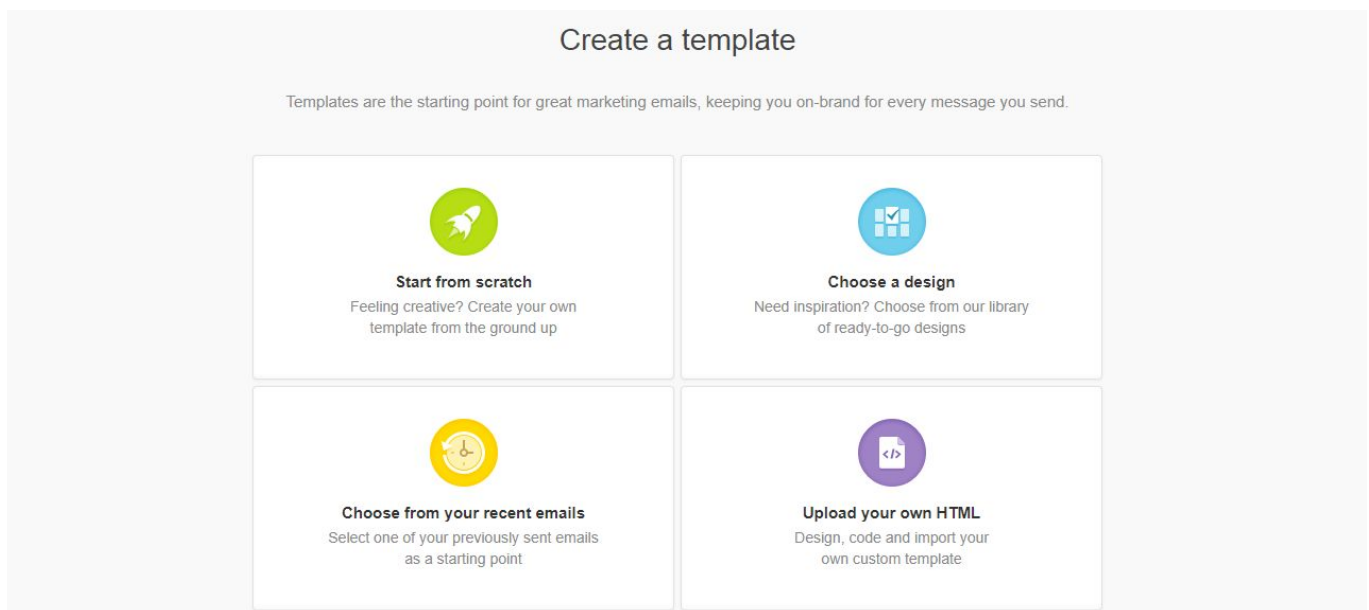 Create a template
Templates are the starting point for great marketing emails, keeping you on-brand for every message you send.
Start from scratch
Feeling creative? Create your own
template from the ground up
Choose a design
Need inspiration? Choose from our library
of ready-to-go designs
Choose from your recent emails
Select one of your previously sent emails
as a starting point
</>
Upload your own HTML
Design, code and import your
own custom template